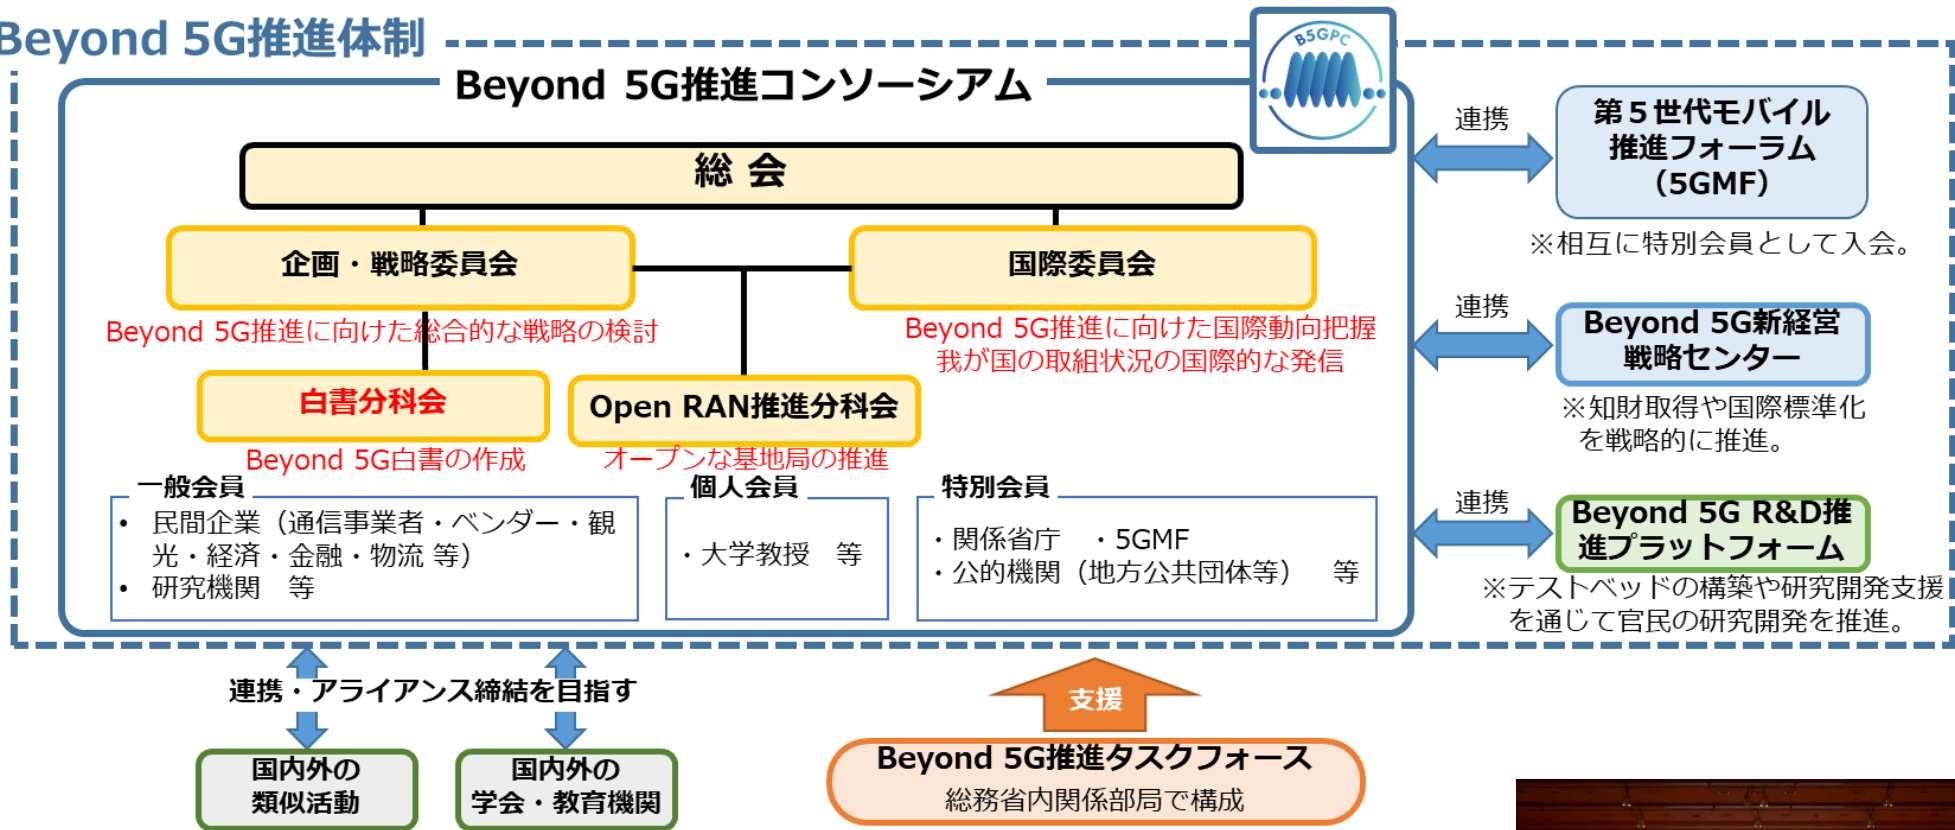 Beyond 5G推進体制
Beyond 5G推進コンソーシアム
B5GPC
総 会
企画・戦略委員会
国際委員会
Beyond 5G推進に向けた総合的な戦略の検討
Beyond 5G推進に向けた国際動向把握
我が国の取組状況の国際的な発信
白書分科会
Open RAN推進分科会
Beyond 5G白書の作成
オープンな基地局の推進
一般会員
• 民間企業（通信事業者・ベンダー・観
光・経済・金融・物流 等）
• 研究機関　等
個人会員
・大学教授　等
特別会員
・関係省庁　・5GMF
・公的機関（地方公共団体等）　等
連携
第５世代モバイル
推進フォーラム
（5GMF）
※相互に特別会員として入会。
連携
Beyond 5G新経営
戦略センター
※知財取得や国際標準化
を戦略的に推進。
連携
Beyond 5G R&D推
進プラットフォーム
※テストベッドの構築や研究開発支援
を通じて官民の研究開発を推進。
連携・アライアンス締結を目指す
国内外の
類似活動
国内外の
学会・教育機関
支援
Beyond 5G推進タスクフォース
総務省内関係部局で構成